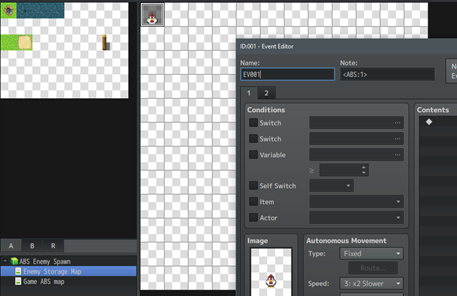 ID:001 - Event Editor
Name:
Note:
EV001
<ABS:1>
1 2
Conditions
Contents
Switch ...
Switch ...
Variable ...
≥
Self Switch
Item
Actor
A B R
Image
Autonomous Movement
Type: Fixed
Route...
Speed: 3: x2 Slower
ABS Enemy Spawn
Enemy Storage Map
Game ABS map